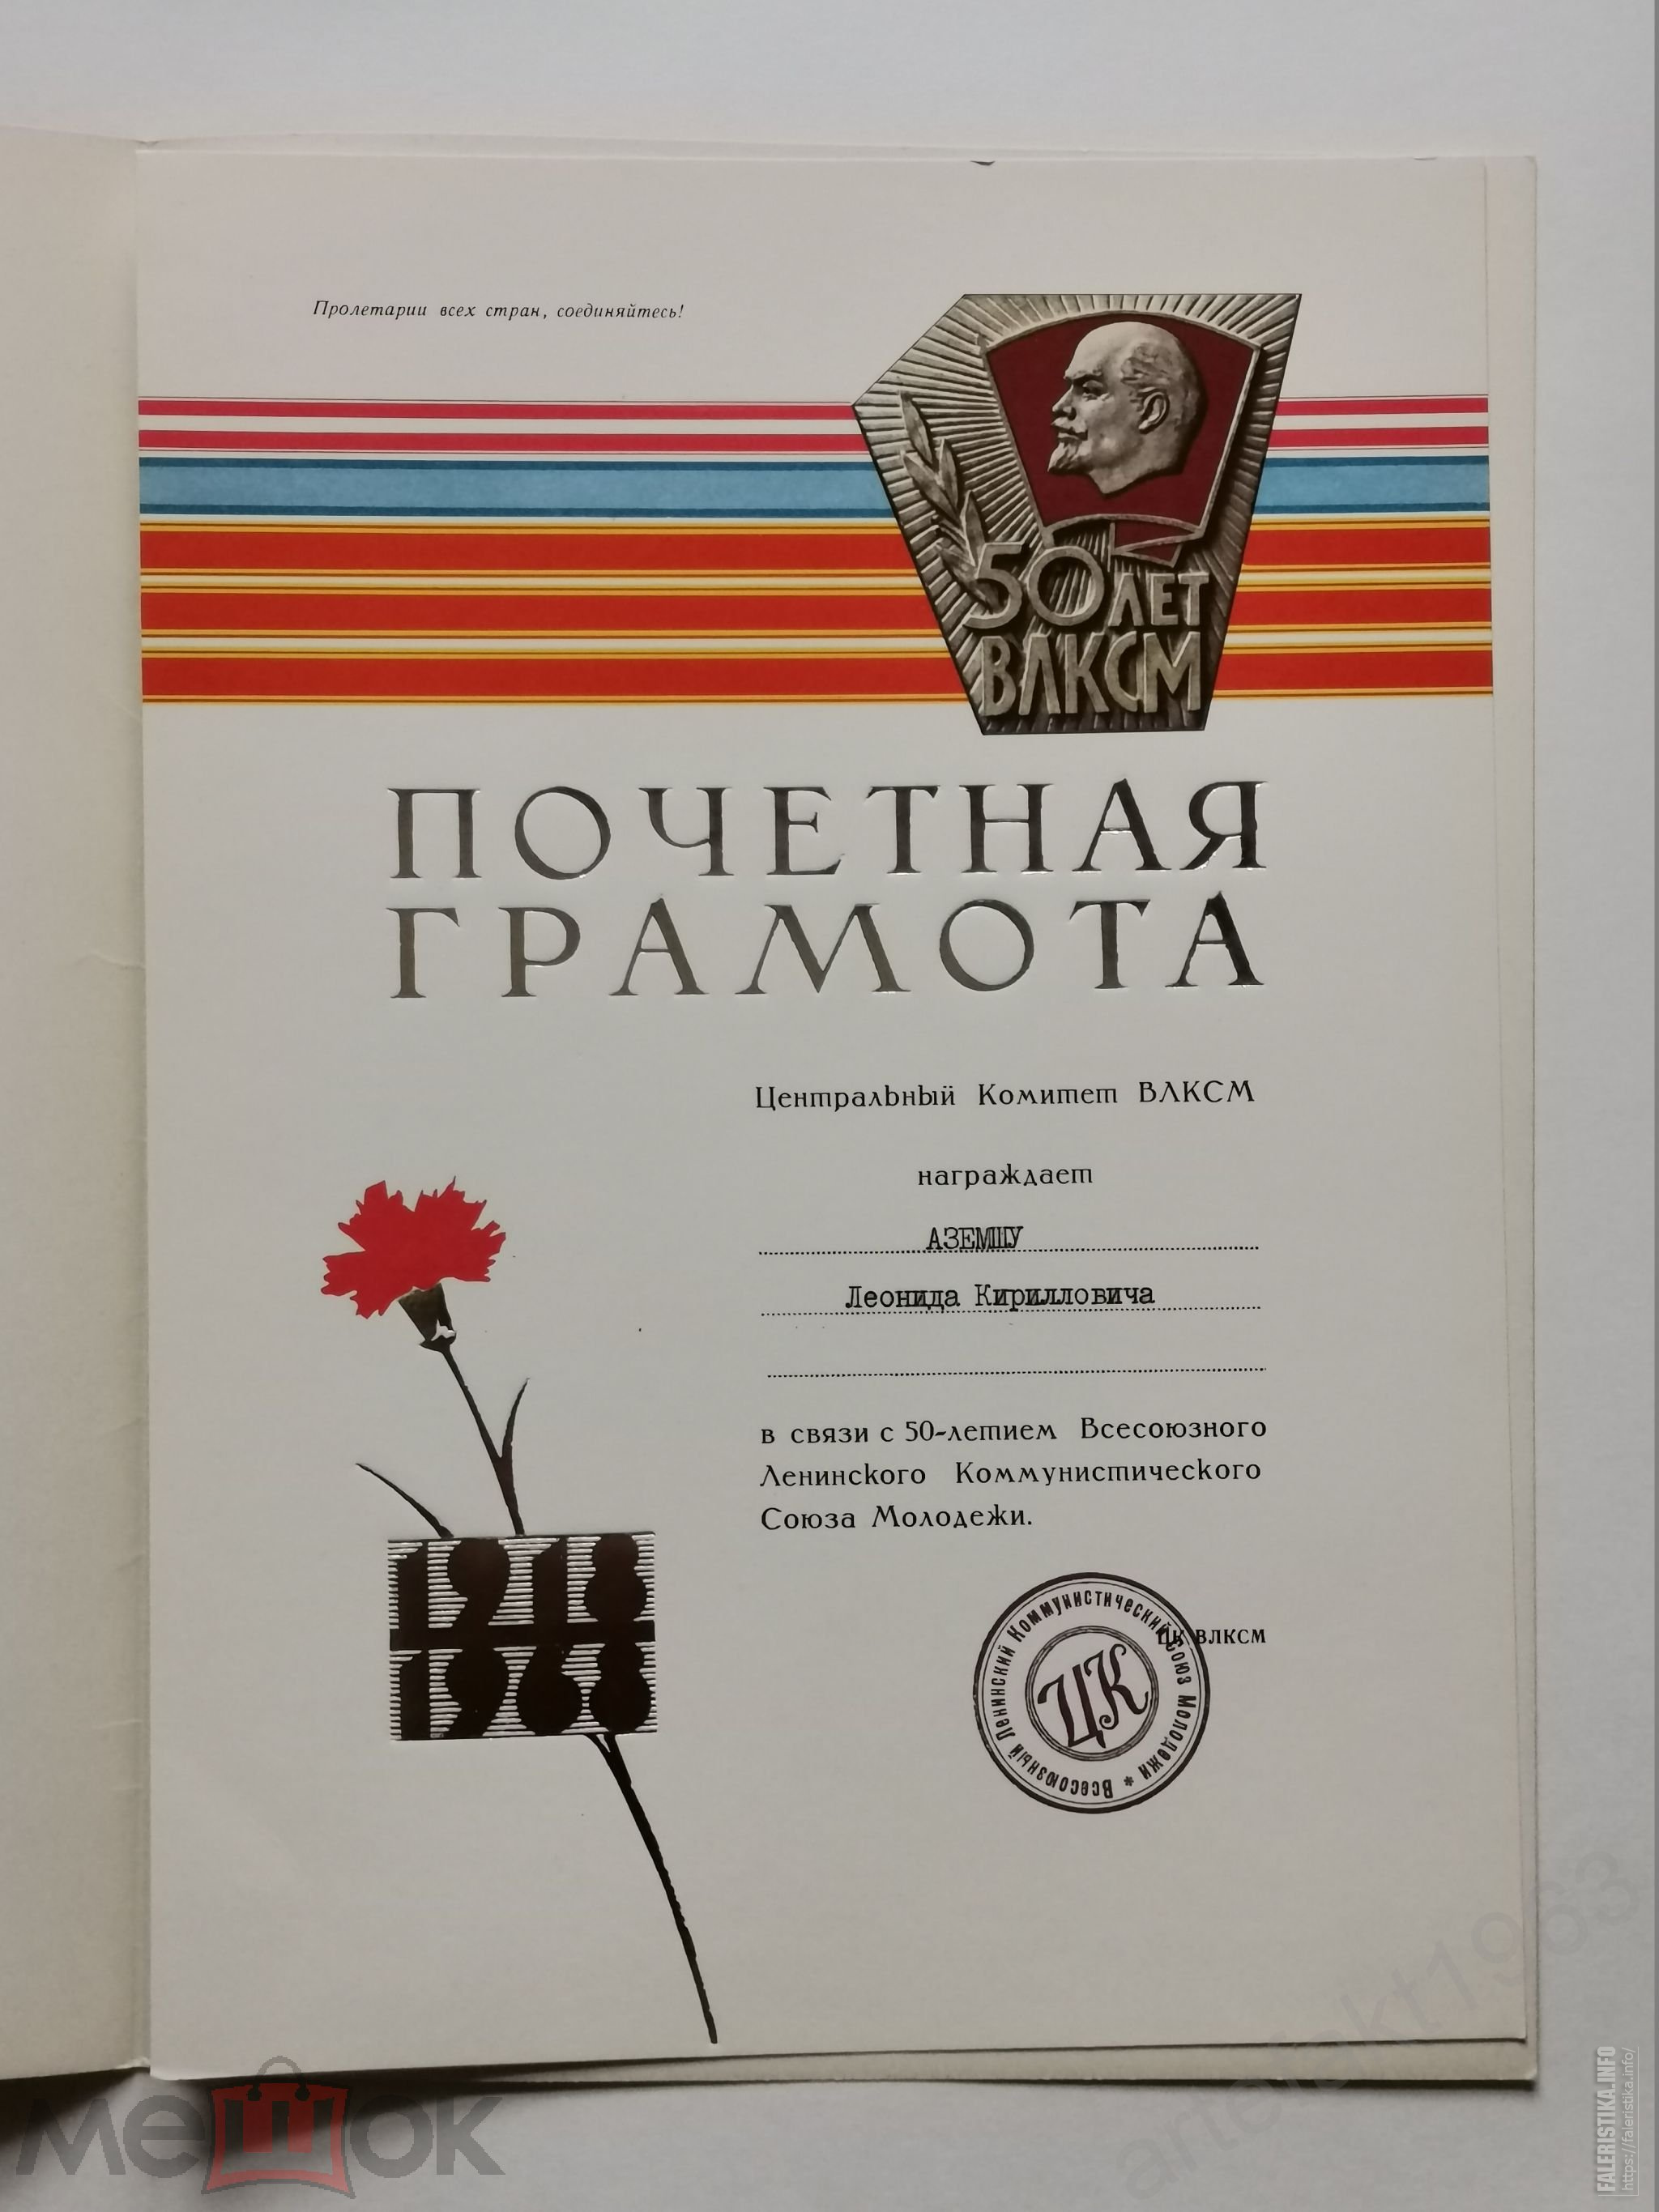 Пролетарии всех стран, соединяйтесь!
50 ЛЕТ
ВЛКСМ
ПОЧЕТНАЯ
ГРАМОТА
Центральный Комитет ВЛКСМ
награждает
АЗЕМШУ
Леонида Кирилловича
в связи с 50-летием Всесоюзного
Ленинского Коммунистического
Союза Молодежи.
1918
1968
ЦК ВЛКСМ
Всесоюзный Ленинский Коммунистический Союз Молодежи *
ЦК
мешок
artefakt1963
FALERISTIKA.INFO
https://faleristika.info/